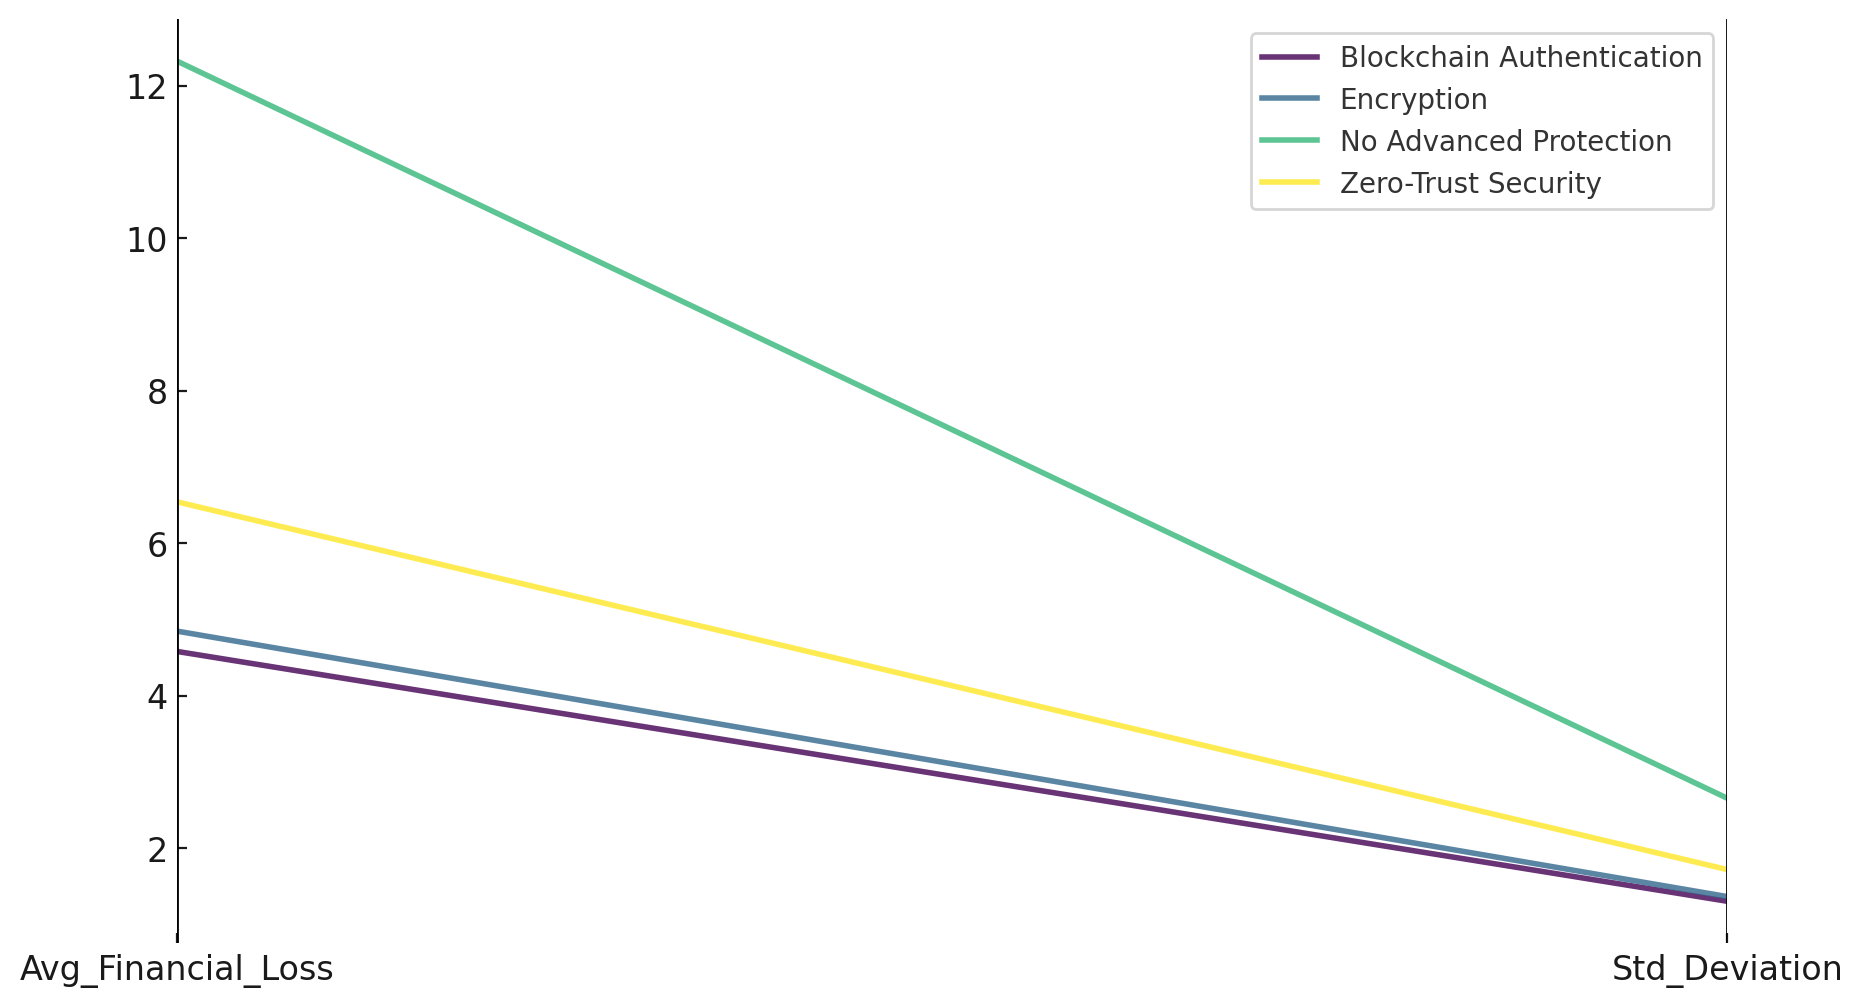 12
10
8
6
4
2
Blockchain Authentication
Encryption
No Advanced Protection
Zero-Trust Security
Avg_Financial_Loss
Std_Deviation